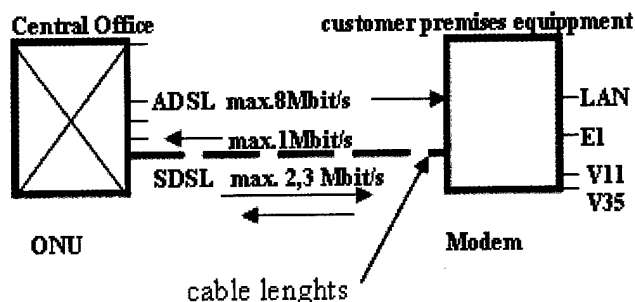 Central Office
customer premises equippment
ADSL max.8Mbit/s
LAN
max.1Mbit/s
E1
SDSL max. 2,3 Mbit/s
V11
V35
ONU
Modem
cable lenghts